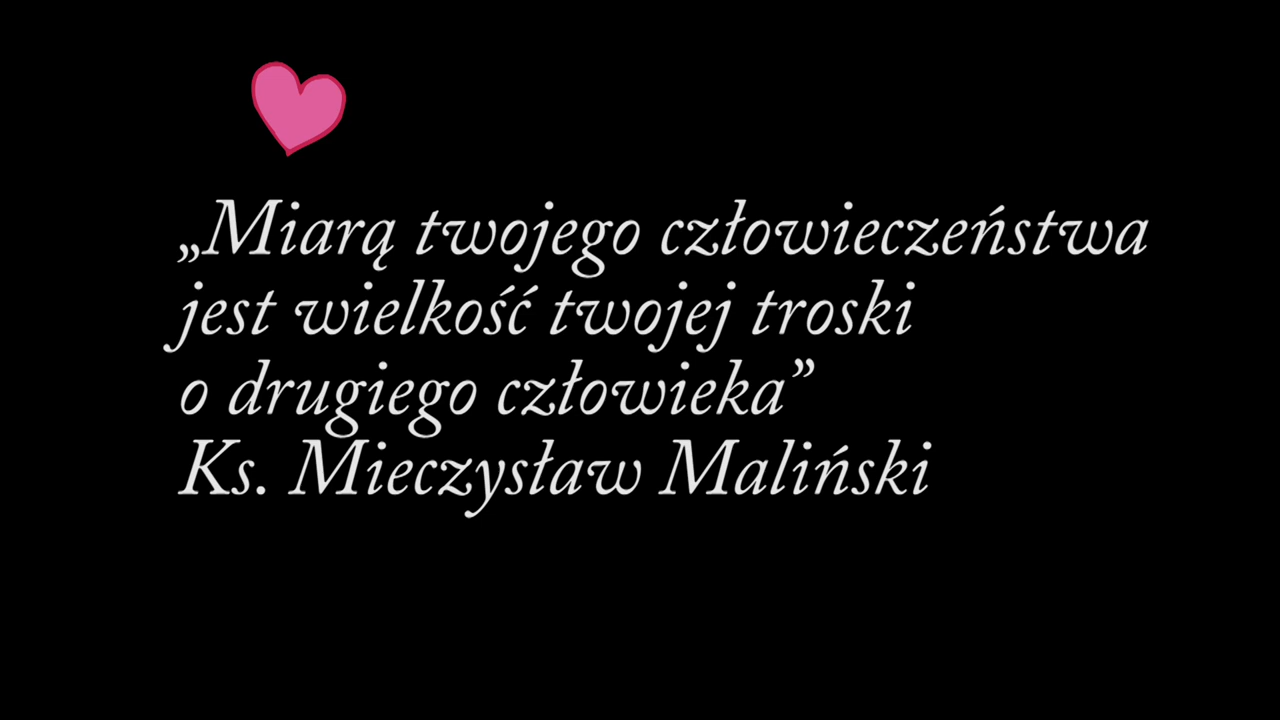 „Miarą twojego człowieczeństwa
jest wielkość twojej troski
o drugiego człowieka”
Ks. Mieczysław Maliński